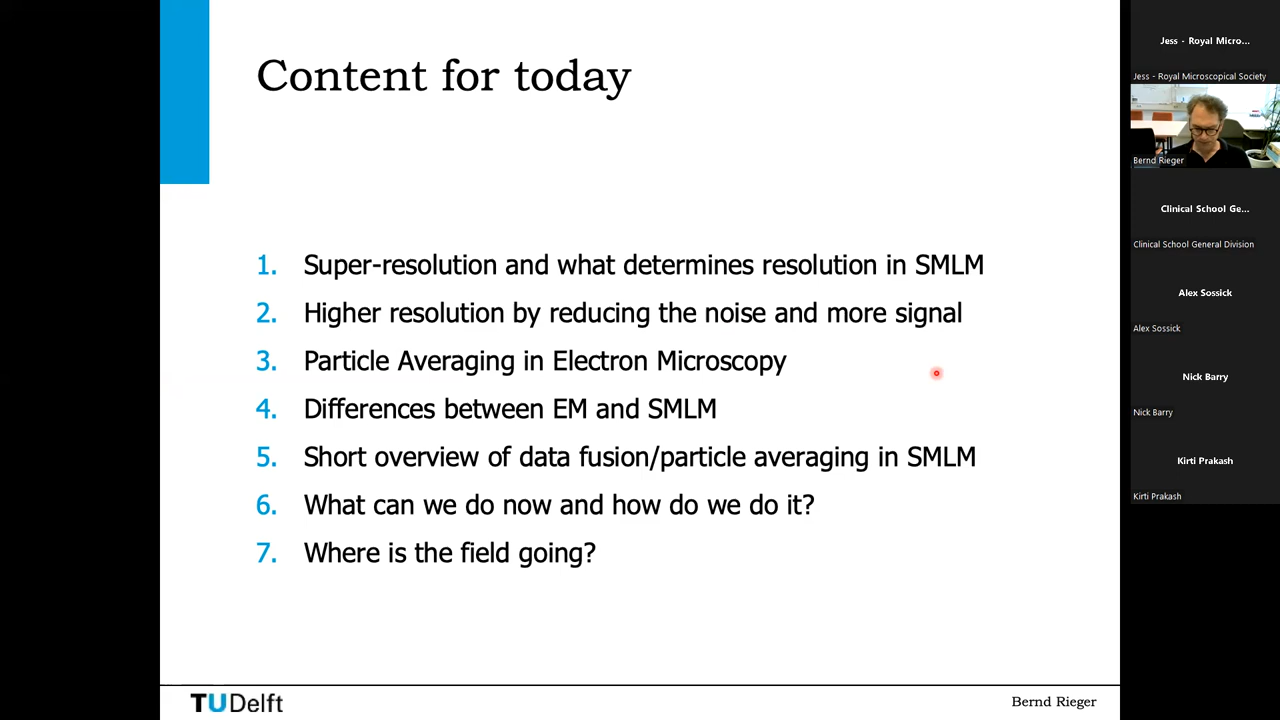 Content for today
1. Super-resolution and what determines resolution in SMLM
2. Higher resolution by reducing the noise and more signal
3. Particle Averaging in Electron Microscopy
4. Differences between EM and SMLM
5. Short overview of data fusion/particle averaging in SMLM
6. What can we do now and how do we do it?
7. Where is the field going?
TUDelft
Bernd Rieger
Jess - Royal Micro...
Jess - Royal Microscopical Society
Bernd Rieger
Clinical School Ge...
Clinical School General Division
Alex Sossick
Alex Sossick
Nick Barry
Nick Barry
Kirti Prakash
Kirti Prakash